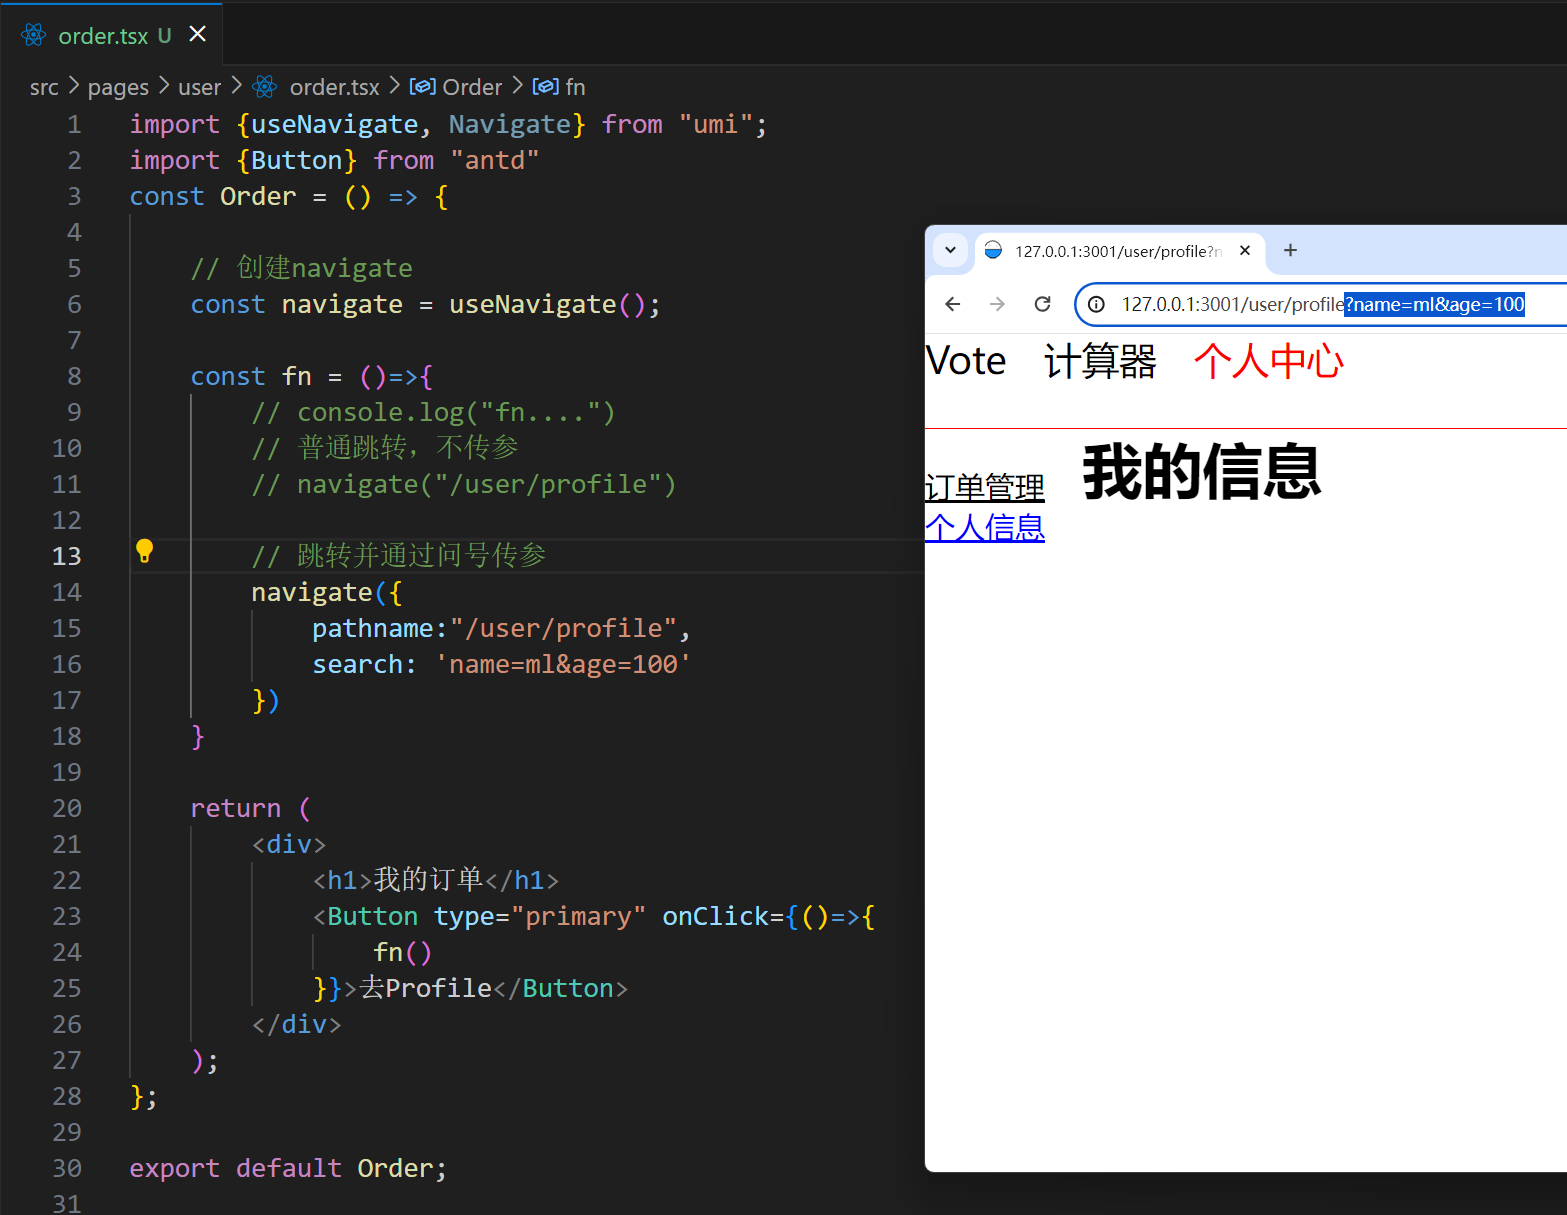 order.tsx U
src > pages > user > order.tsx > Order > fn
1 import {useNavigate, Navigate} from "umi";
2 import {Button} from "antd"
3 const Order = () => {
4
5 // 创建navigate
6 const navigate = useNavigate();
7
8 const fn = ()=>{
9 // console.log("fn....")
10 // 普通跳转，不传参
11 // navigate("/user/profile")
12
13 // 跳转并通过问号传参
14 navigate({
15 pathname:"/user/profile",
16 search: 'name=ml&age=100'
17 })
18 }
19
20 return (
21 <div>
22 <h1>我的订单</h1>
23 <Button type="primary" onClick={()=>{
24 fn()
25 }}>去Profile</Button>
26 </div>
27 );
28 };
29
30 export default Order;
31
127.0.0.1:3001/user/profile?n
127.0.0.1:3001/user/profile?name=ml&age=100
Vote 计算器 个人中心
订单管理
个人信息
我的信息